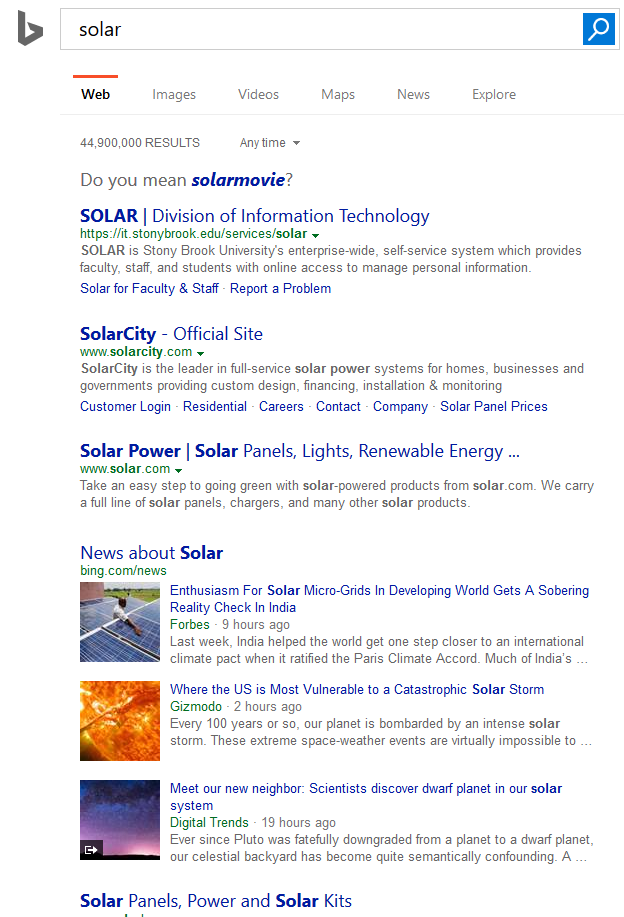 solar
Web Images Videos Maps News Explore
44,900,000 RESULTS Any time
Do you mean solarmovie?
SOLAR | Division of Information Technology
https://it.stonybrook.edu/services/solar
SOLAR is Stony Brook University's enterprise-wide, self-service system which provides
faculty, staff, and students with online access to manage personal information.
Solar for Faculty & Staff · Report a Problem
SolarCity - Official Site
www.solarcity.com
SolarCity is the leader in full-service solar power systems for homes, businesses and
governments providing custom design, financing, installation & monitoring
Customer Login · Residential · Careers · Contact · Company · Solar Panel Prices
Solar Power | Solar Panels, Lights, Renewable Energy ...
www.solar.com
Take an easy step to going green with solar-powered products from solar.com. We carry
a full line of solar panels, chargers, and many other solar products.
News about Solar
bing.com/news
Enthusiasm For Solar Micro-Grids In Developing World Gets A Sobering
Reality Check In India
Forbes · 9 hours ago
Last week, India helped the world get one step closer to an international
climate pact when it ratified the Paris Climate Accord. Much of India's ...
Where the US is Most Vulnerable to a Catastrophic Solar Storm
Gizmodo · 2 hours ago
Every 100 years or so, our planet is bombarded by an intense solar
storm. These extreme space-weather events are virtually impossible to ...
Meet our new neighbor: Scientists discover dwarf planet in our solar
system
Digital Trends · 19 hours ago
Ever since Pluto was fatefully downgraded from a planet to a dwarf planet,
our celestial backyard has become quite semantically confounding. A ...
Solar Panels, Power and Solar Kits